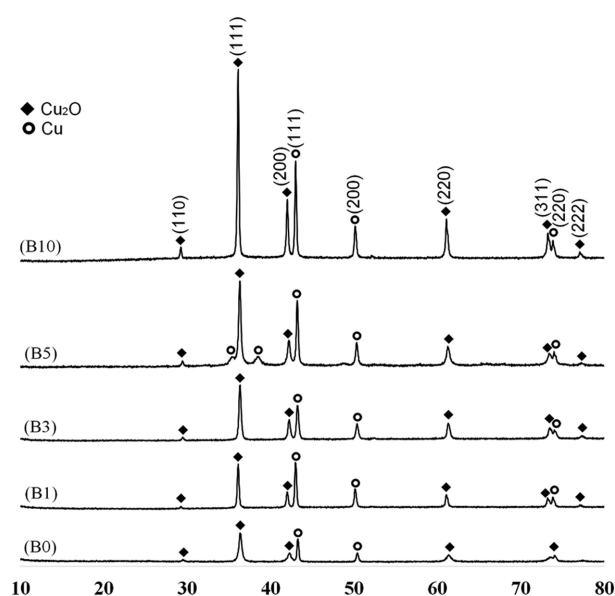 (111)
◆ Cu₂O
○ Cu
(110)
(200)
(111)
(200)
(220)
(311)
(220)
(222)
(B10)
(B5)
(B3)
(B1)
(B0)
10 20 30 40 50 60 70 80